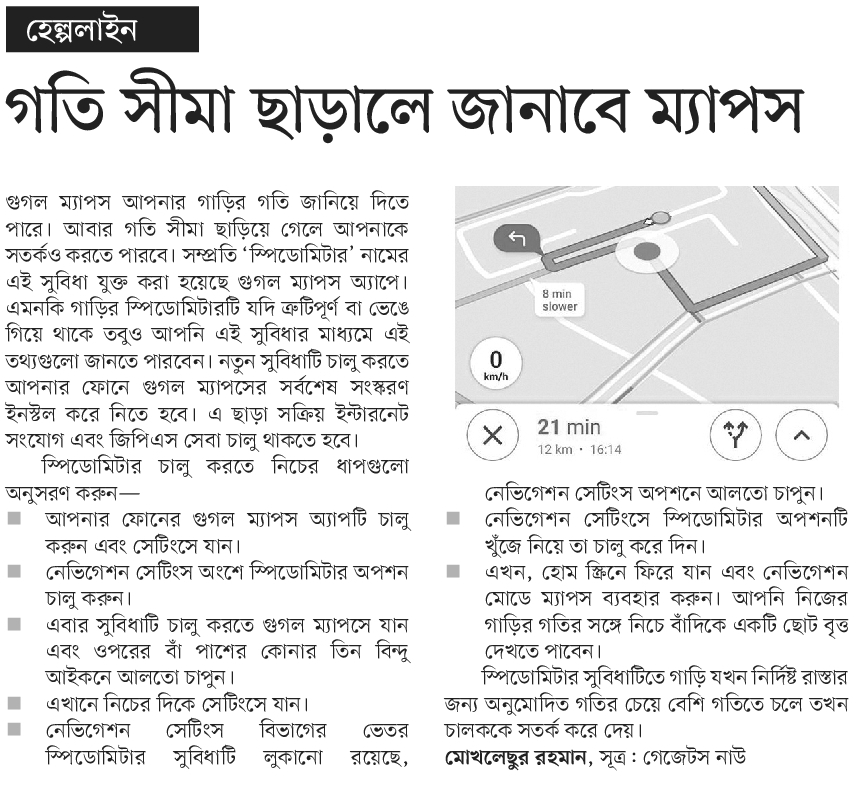 হেল্পলাইন
গতি সীমা ছাড়ালে জানাবে ম্যাপস
গুগল ম্যাপস আপনার গাড়ির গতি জানিয়ে দিতে
পারে। আবার গতি সীমা ছাড়িয়ে গেলে আপনাকে
সতর্কও করতে পারবে। সম্প্রতি ‘স্পিডোমিটার’ নামের
এই সুবিধা যুক্ত করা হয়েছে গুগল ম্যাপস অ্যাপে।
এমনকি গাড়ির স্পিডোমিটারটি যদি ত্রুটিপূর্ণ বা ভেঙে
গিয়ে থাকে তবুও আপনি এই সুবিধার মাধ্যমে এই
তথ্যগুলো জানতে পারবেন। নতুন সুবিধাটি চালু করতে
আপনার ফোনে গুগল ম্যাপসের সর্বশেষ সংস্করণ
ইনস্টল করে নিতে হবে। এ ছাড়া সক্রিয় ইন্টারনেট
সংযোগ এবং জিপিএস সেবা চালু থাকতে হবে।
স্পিডোমিটার চালু করতে নিচের ধাপগুলো
অনুসরণ করুন—
আপনার ফোনের গুগল ম্যাপস অ্যাপটি চালু
করুন এবং সেটিংসে যান।
নেভিগেশন সেটিংস অংশে স্পিডোমিটার অপশন
চালু করুন।
এবার সুবিধাটি চালু করতে গুগল ম্যাপসে যান
এবং ওপরের বাঁ পাশের কোনার তিন বিন্দু
আইকনে আলতো চাপুন।
এখানে নিচের দিকে সেটিংসে যান।
নেভিগেশন সেটিংস বিভাগের ভেতর
স্পিডোমিটার সুবিধাটি লুকানো রয়েছে,
8 min
slower
0
km/h
21 min
12 km • 16:14
নেভিগেশন সেটিংস অপশনে আলতো চাপুন।
নেভিগেশন সেটিংসে স্পিডোমিটার অপশনটি
খুঁজে নিয়ে তা চালু করে দিন।
এখন, হোম স্ক্রিনে ফিরে যান এবং নেভিগেশন
মোডে ম্যাপস ব্যবহার করুন। আপনি নিজের
গাড়ির গতির সঙ্গে নিচে বাঁদিকে একটি ছোট বৃত্ত
দেখতে পাবেন।
স্পিডোমিটার সুবিধাটিতে গাড়ি যখন নির্দিষ্ট রাস্তার
জন্য অনুমোদিত গতির চেয়ে বেশি গতিতে চলে তখন
চালককে সতর্ক করে দেয়।
মোখলেছুর রহমান, সূত্র : গেজেটস নাউ